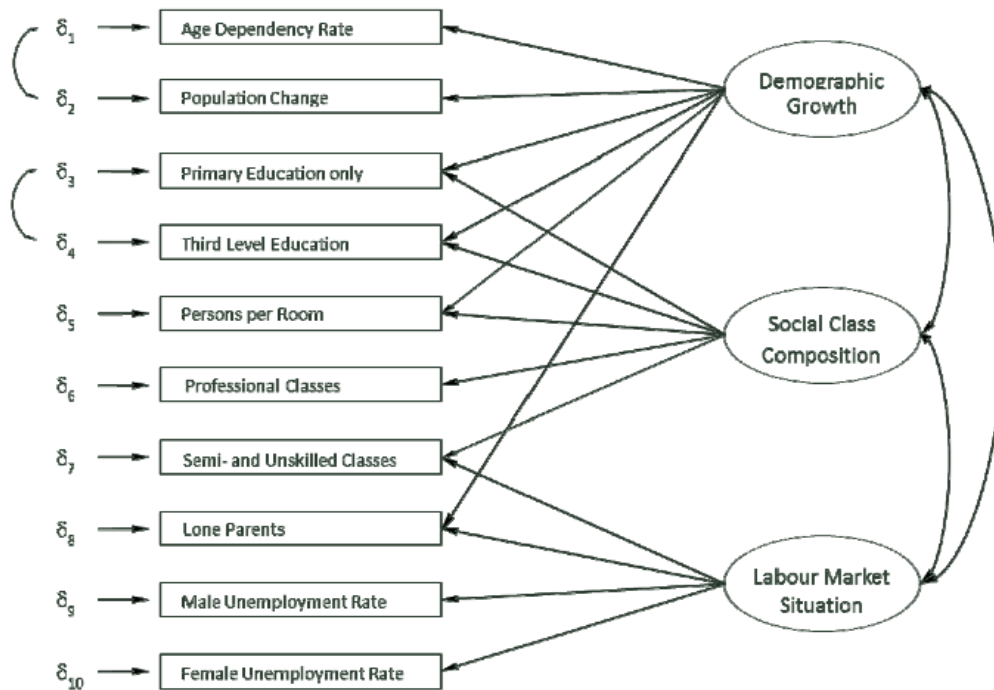 δ1 Age Dependency Rate
δ2 Population Change
δ3 Primary Education only
δ4 Third Level Education
δ5 Persons per Room
δ6 Professional Classes
δ7 Semi- and Unskilled Classes
δ8 Lone Parents
δ9 Male Unemployment Rate
δ10 Female Unemployment Rate
Demographic
Growth
Social Class
Composition
Labour Market
Situation